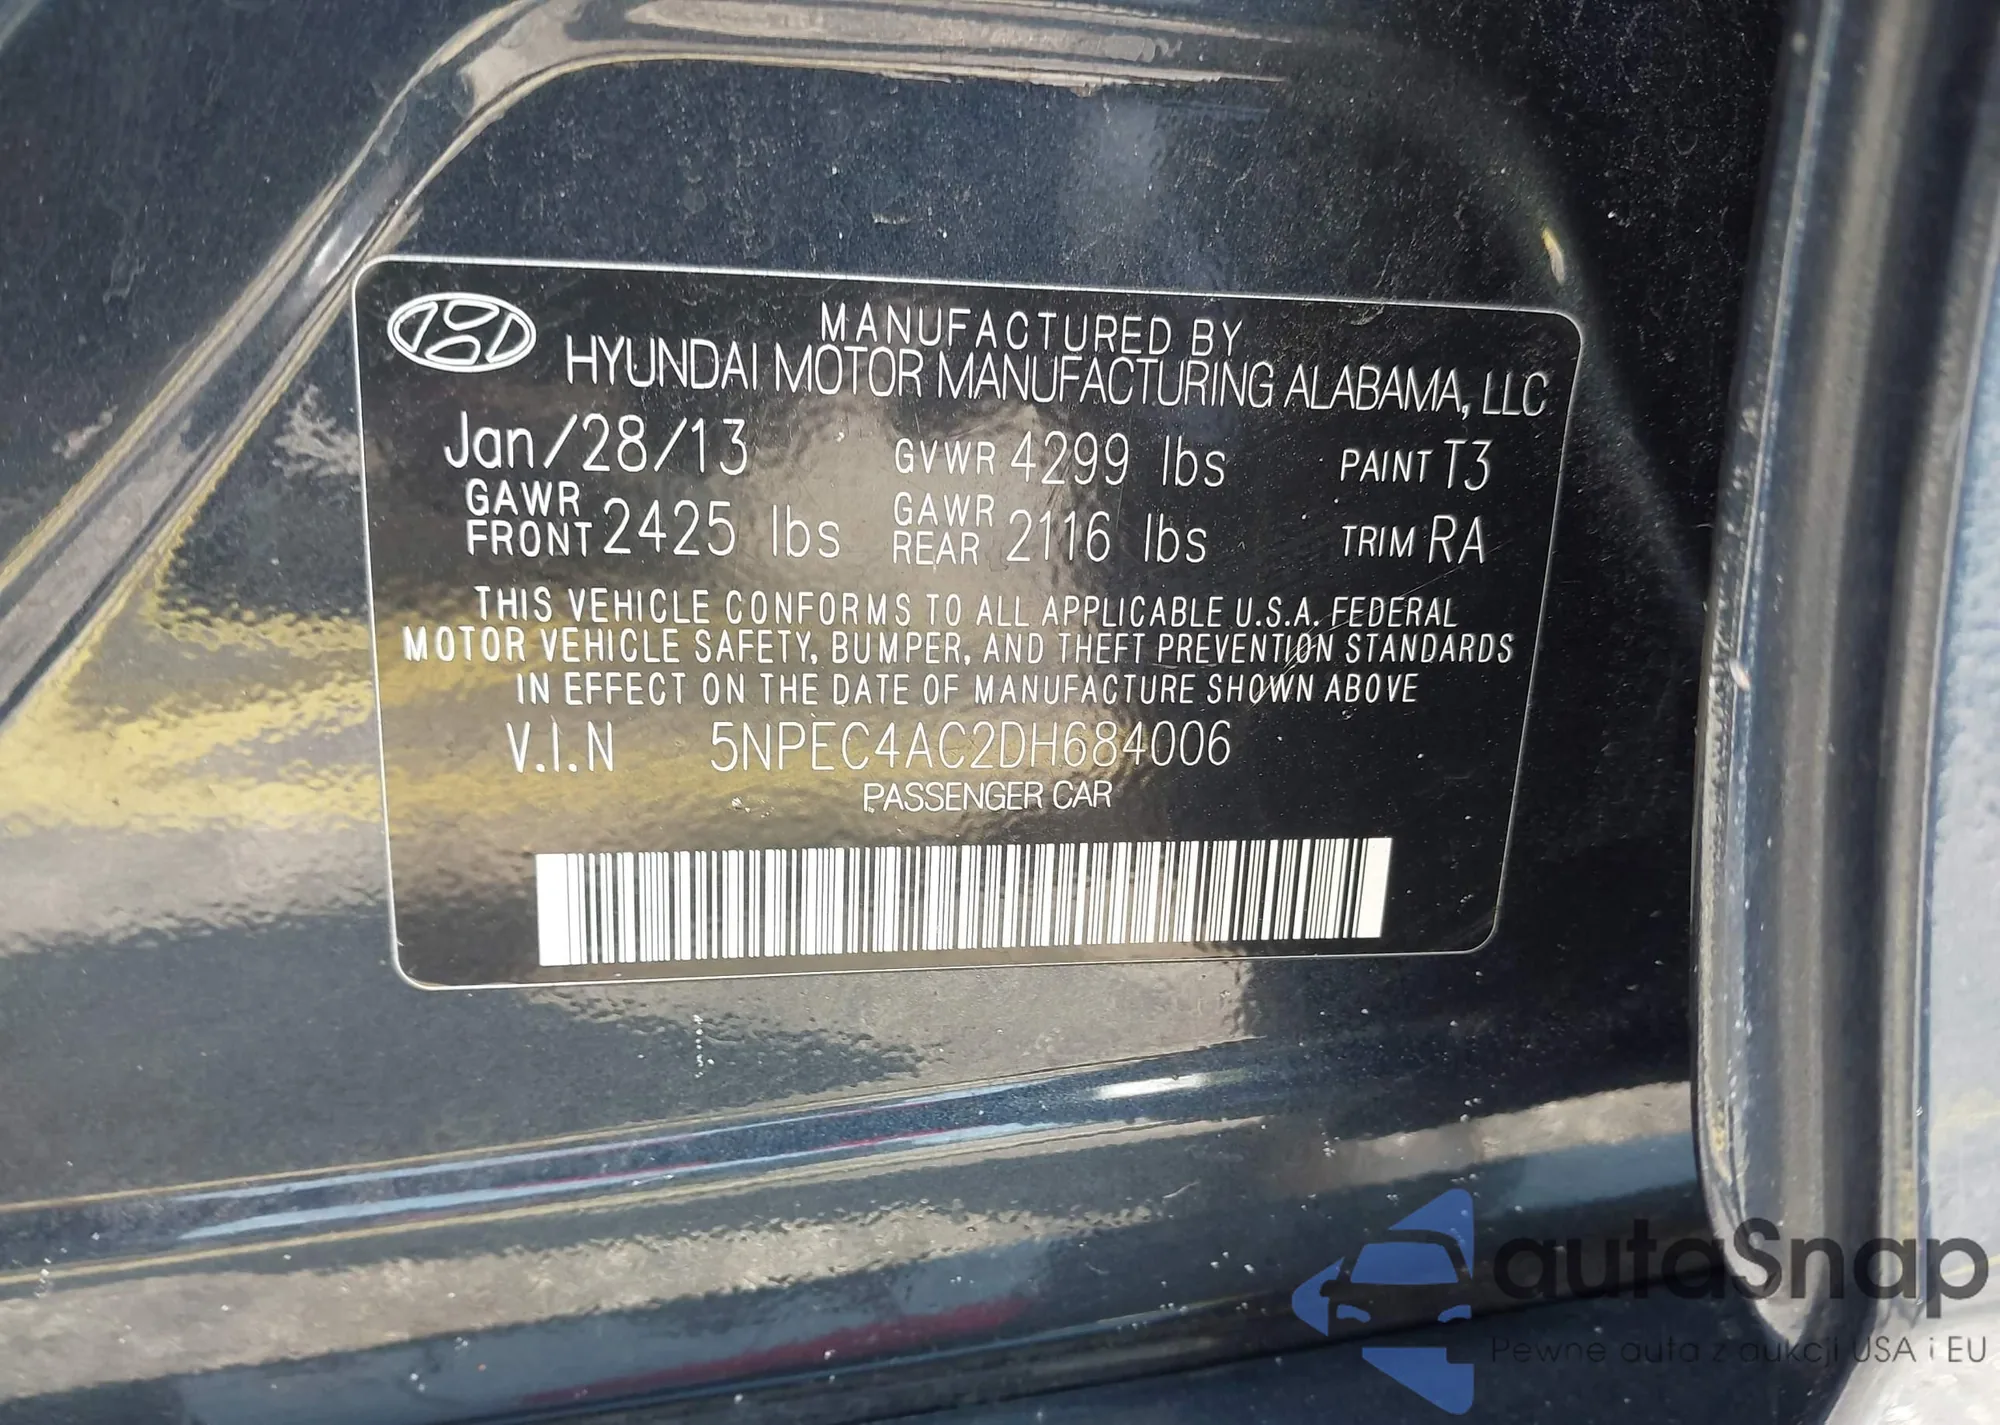 MANUFACTURED BY
HYUNDAI MOTOR MANUFACTURING ALABAMA, LLC
Jan/28/13 GVWR 4299 lbs PAINT T3
GAWR FRONT 2425 lbs GAWR REAR 2116 lbs TRIM RA
THIS VEHICLE CONFORMS TO ALL APPLICABLE U.S.A. FEDERAL
MOTOR VEHICLE SAFETY, BUMPER, AND THEFT PREVENTION STANDARDS
IN EFFECT ON THE DATE OF MANUFACTURE SHOWN ABOVE
V.I.N 5NPEC4AC2DH684006
PASSENGER CAR
autaSnap
Pewne auta z aukcji USA i EU